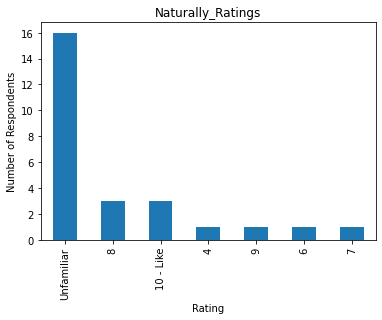 Naturally_Ratings
Number of Respondents
16
14
12
10
8
6
4
2
0
Unfamiliar
8
10 - Like
4
9
6
7
Rating